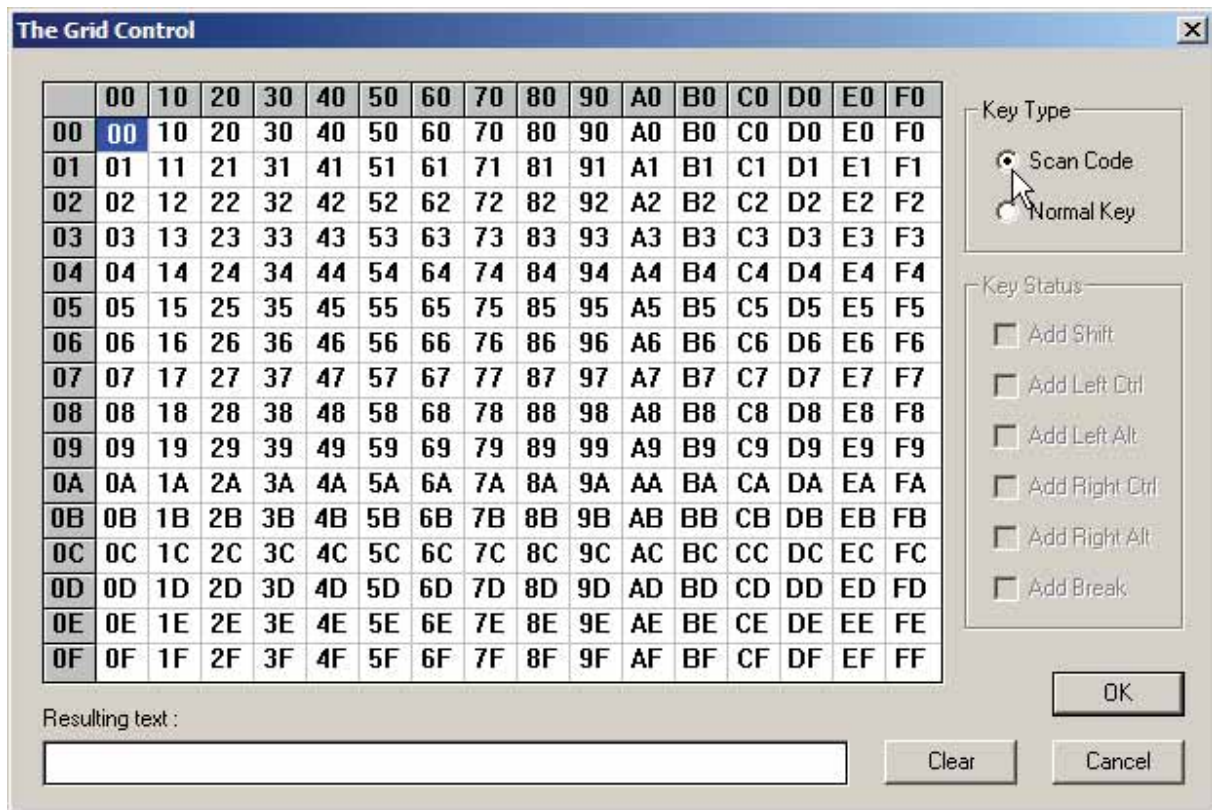 The Grid Control
00 10 20 30 40 50 60 70 80 90 A0 B0 C0 D0 E0 F0
00 00 10 20 30 40 50 60 70 80 90 A0 B0 C0 D0 E0 F0
01 01 11 21 31 41 51 61 71 81 91 A1 B1 C1 D1 E1 F1
02 02 12 22 32 42 52 62 72 82 92 A2 B2 C2 D2 E2 F2
03 03 13 23 33 43 53 63 73 83 93 A3 B3 C3 D3 E3 F3
04 04 14 24 34 44 54 64 74 84 94 A4 B4 C4 D4 E4 F4
05 05 15 25 35 45 55 65 75 85 95 A5 B5 C5 D5 E5 F5
06 06 16 26 36 46 56 66 76 86 96 A6 B6 C6 D6 E6 F6
07 07 17 27 37 47 57 67 77 87 97 A7 B7 C7 D7 E7 F7
08 08 18 28 38 48 58 68 78 88 98 A8 B8 C8 D8 E8 F8
09 09 19 29 39 49 59 69 79 89 99 A9 B9 C9 D9 E9 F9
0A 0A 1A 2A 3A 4A 5A 6A 7A 8A 9A AA BA CA DA EA FA
0B 0B 1B 2B 3B 4B 5B 6B 7B 8B 9B AB BB CB DB EB FB
0C 0C 1C 2C 3C 4C 5C 6C 7C 8C 9C AC BC CC DC EC FC
0D 0D 1D 2D 3D 4D 5D 6D 7D 8D 9D AD BD CD DD ED FD
0E 0E 1E 2E 3E 4E 5E 6E 7E 8E 9E AE BE CE DE EE FE
0F 0F 1F 2F 3F 4F 5F 6F 7F 8F 9F AF BF CF DF EF FF
Key Type
Scan Code
Normal Key
Key Status
Add Shift
Add Left Ctrl
Add Left Alt
Add Right Ctrl
Add Right Alt
Add Break
OK
Resulting text :
Clear
Cancel